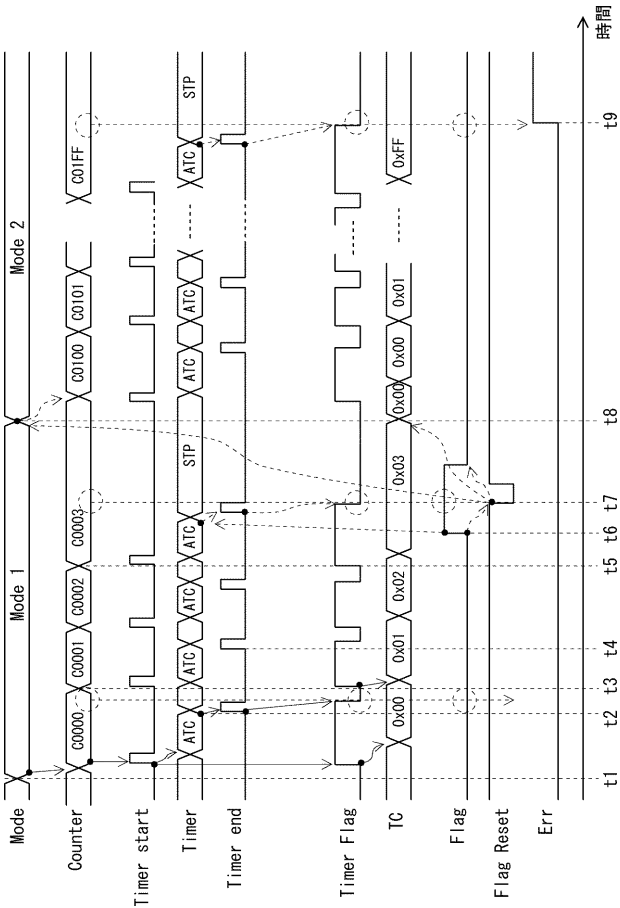 Mode Mode 1 Mode 2
Counter C0000 C0001 C0002 C0003 C0100 C0101 C01FF
Timer start
Timer ATC ATC ATC ATC STP ATC ATC ATC STP
Timer end
Timer Flag
TC 0x00 0x01 0x02 0x03 0x00 0x00 0x01 0xFF
Flag
Flag Reset
Err
t1 t2 t3 t4 t5 t6 t7 t8 t9 時間